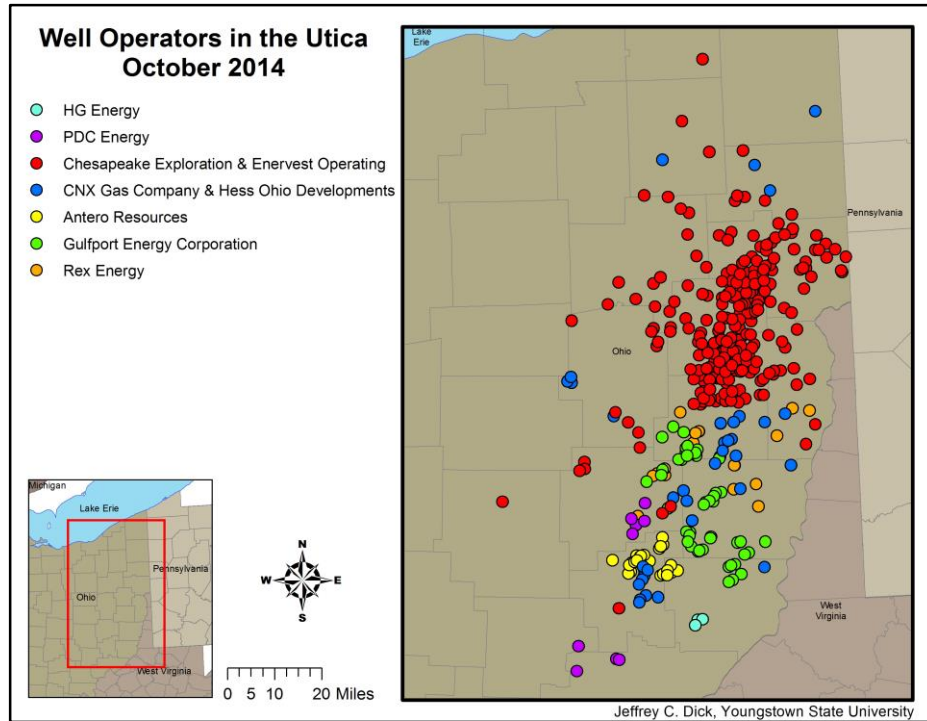 Well Operators in the Utica
October 2014
HG Energy
PDC Energy
Chesapeake Exploration & Enervest Operating
CNX Gas Company & Hess Ohio Developments
Antero Resources
Gulfport Energy Corporation
Rex Energy
Lake
Erie
Pennsylvania
Ohio
West
Virginia
Michigan
Lake Erie
Pennsylvania
Ohio
West Virginia
N
W E
S
0 5 10 20 Miles
Jeffrey C. Dick, Youngstown State University